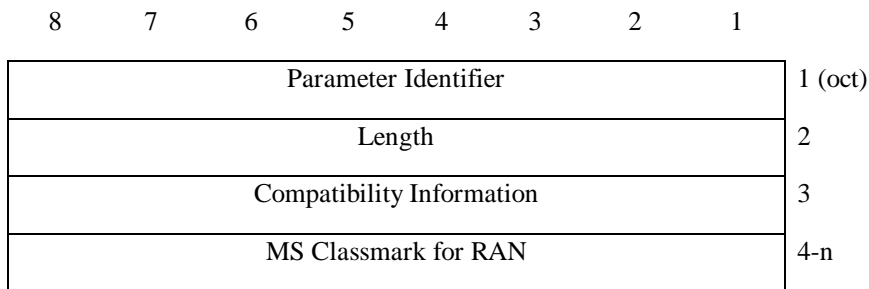 8 7 6 5 4 3 2 1
Parameter Identifier 1 (oct)
Length 2
Compatibility Information 3
MS Classmark for RAN 4-n